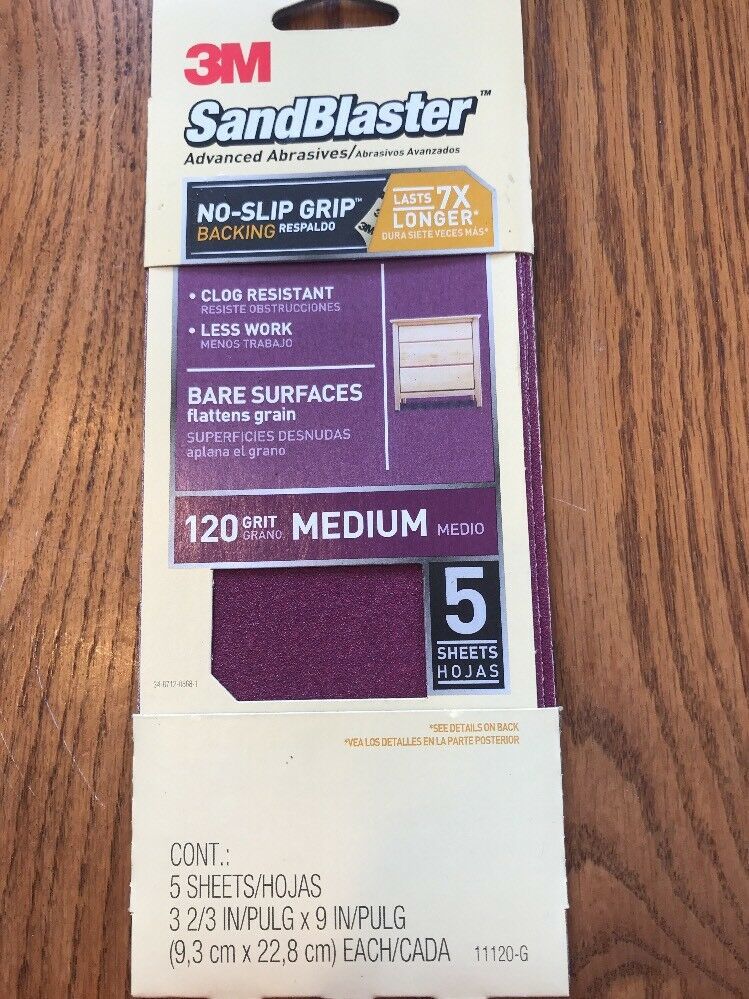 3M
SandBlaster™
Advanced Abrasives/Abrasivos Avanzados
NO-SLIP GRIP™
BACKING RESPALDO
3M
LASTS 7X
LONGER*
DURA SIETE VECES MÁS*
• CLOG RESISTANT
RESISTE OBSTRUCCIONES
• LESS WORK
MENOS TRABAJO
BARE SURFACES
flattens grain
SUPERFICIES DESNUDAS
aplana el grano
120 GRIT GRANO MEDIUM MEDIO
5
SHEETS
HOJAS
*SEE DETAILS ON BACK
*VEA LOS DETALLES EN LA PARTE POSTERIOR
CONT.:
5 SHEETS/HOJAS
3 2/3 IN/PULG x 9 IN/PULG
(9,3 cm x 22,8 cm) EACH/CADA 11120-G